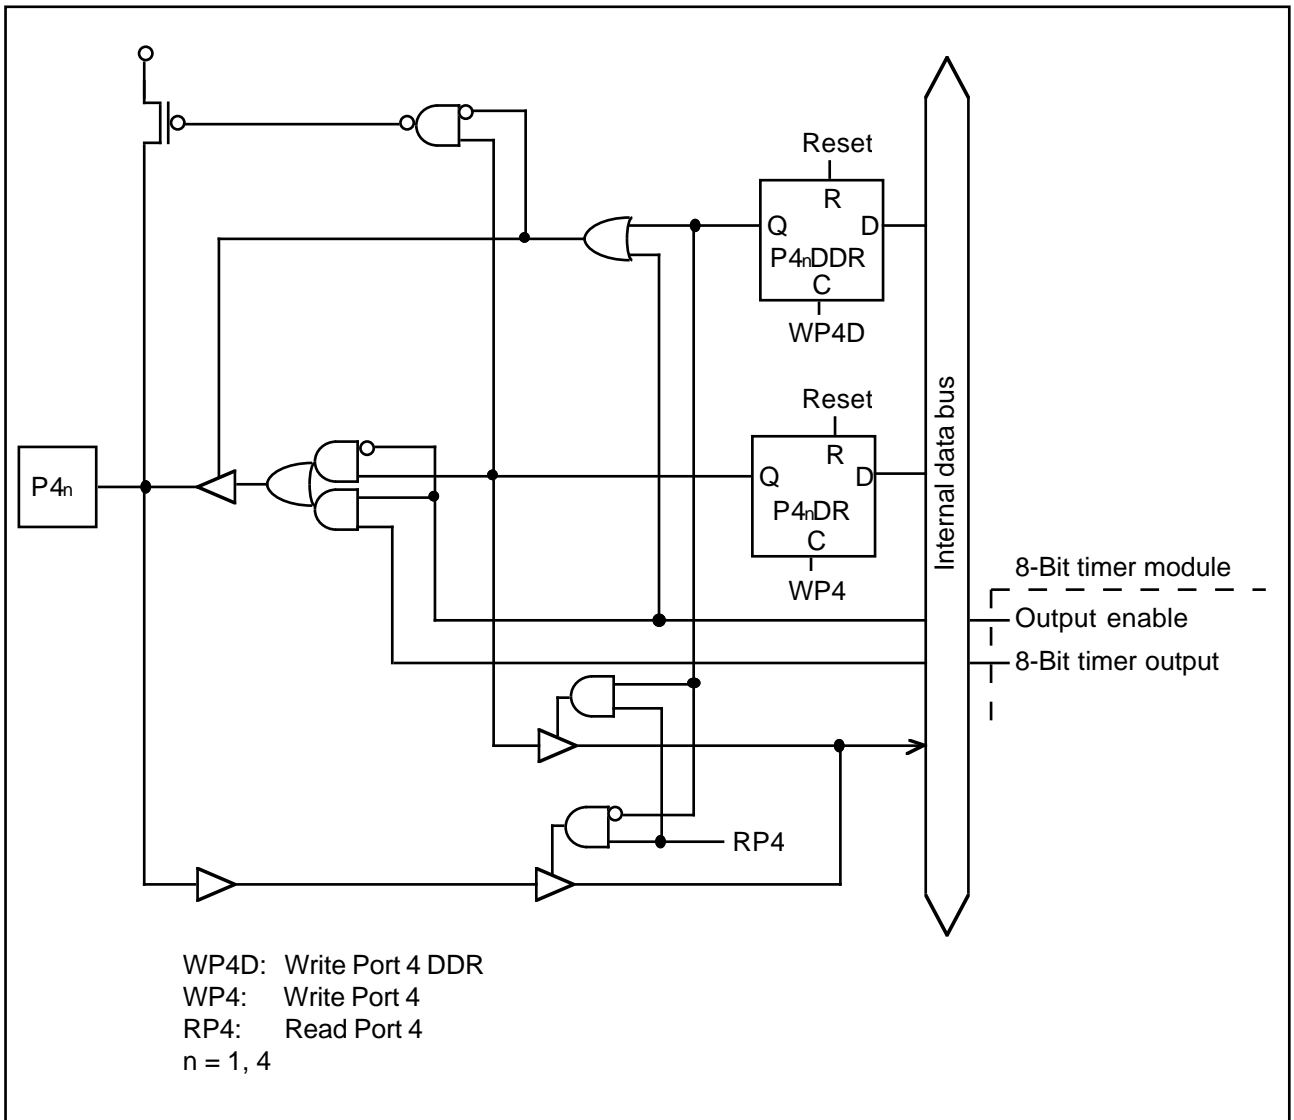 Reset
R
Q D
P4nDDR
C
WP4D
Reset
R
Q D
P4nDR
C
WP4
P4n
Internal data bus
8-Bit timer module
Output enable
8-Bit timer output
RP4
WP4D: Write Port 4 DDR
WP4: Write Port 4
RP4: Read Port 4
n = 1, 4